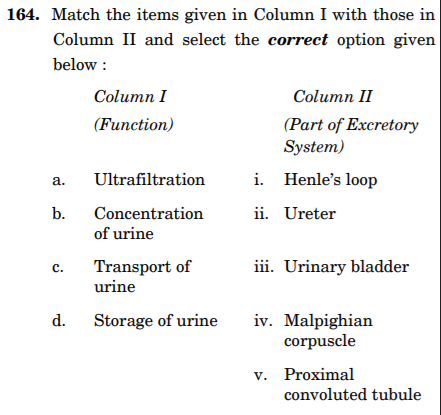 164. Match the items given in Column I with those in
Column II and select the correct option given
below :
Column I Column II
(Function) (Part of Excretory
System)
a. Ultrafiltration i. Henle's loop
b. Concentration ii. Ureter
of urine
c. Transport of iii. Urinary bladder
urine
d. Storage of urine iv. Malpighian
corpuscle
v. Proximal
convoluted tubule